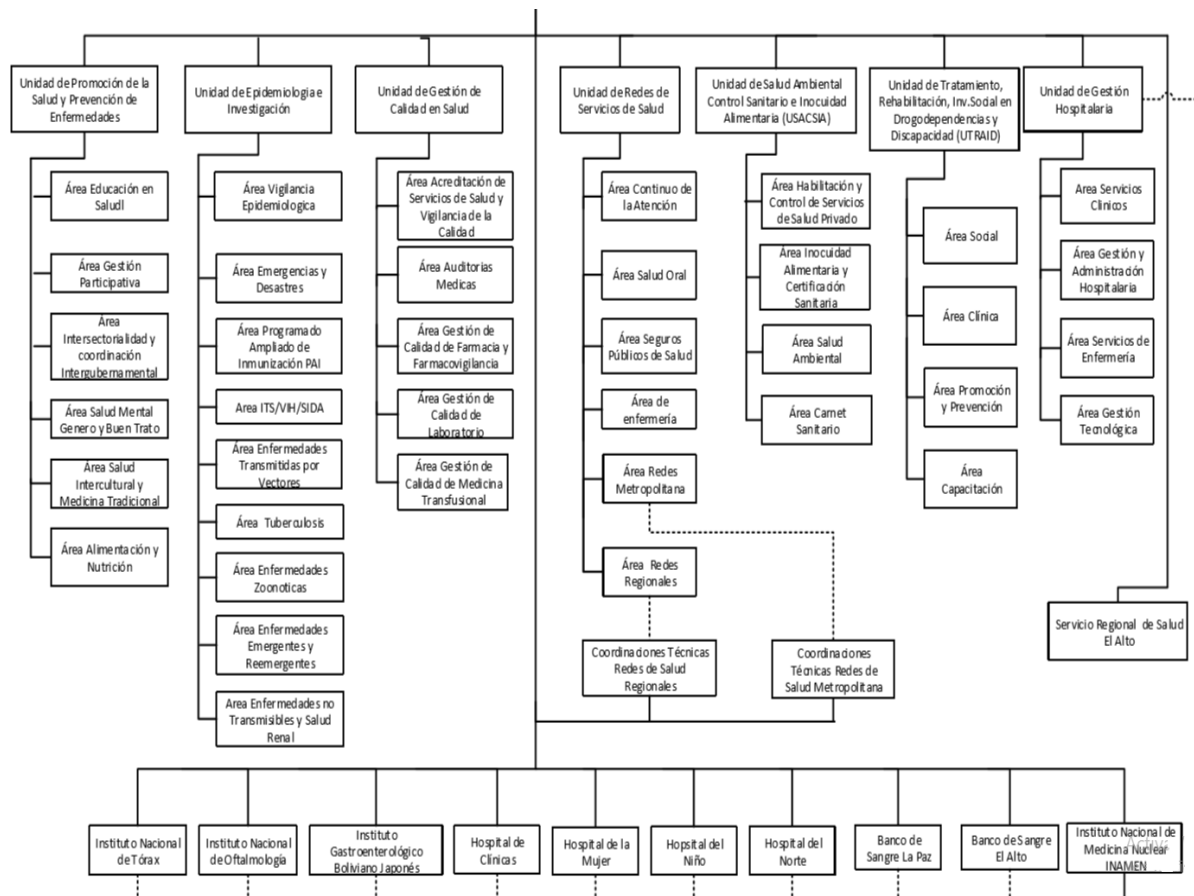 Unidad de Promoción de la
Salud y Prevención de
Enfermedades
Unidad de Epidemiologia e
Investigación
Unidad de Gestión de
Calidad en Salud
Unidad de Redes de
Servicios de Salud
Unidad de Salud Ambiental
Control Sanitario e Inocuidad
Alimentaria (USACSIA)
Unidad de Tratamiento,
Rehabilitación, Inv.Social en
Drogodependencias y
Discapacidad (UTRAID)
Unidad de Gestión
Hospitalaria
Área Educación en
Saludl
Área Gestión
Participativa
Área
Intersectorialidad y
coordinación
Intergubernamental
Área Salud Mental
Genero y Buen Trato
Área Salud
Intercultural y
Medicina Tradicional
Área Alimentación y
Nutrición
Área Vigilancia
Epidemiologica
Área Emergencias y
Desastres
Área Programado
Ampliado de
Inmunización PAI
Area ITS/VIH/SIDA
Área Enfermedades
Transmitidas por
Vectores
Área Tuberculosis
Área Enfermedades
Zoonoticas
Área Enfermedades
Emergentes y
Reemergentes
Area Enfermedades no
Transmisibles y Salud
Renal
Área Acreditación de
Servicios de Salud y
Vigilancia de la
Calidad
Área Auditorias
Medicas
Área Gestión de
Calidad de Farmacia y
Farmacovigilancia
Área Gestión de
Calidad de
Laboratorio
Área Gestión de
Calidad de Medicina
Transfusional
Área Continuo de
la Atención
Área Salud Oral
Área Seguros
Públicos de Salud
Área de
enfermería
Área Redes
Metropolitana
Área Redes
Regionales
Coordinaciones Técnicas
Redes de Salud
Regionales
Coordinaciones
Técnicas Redes de
Salud Metropolitana
Área Habilitación y
Control de Servicios
de Salud Privado
Área Inocuidad
Alimentaria y
Certificación
Sanitaria
Área Salud
Ambiental
Área Carnet
Sanitario
Área Social
Área Clínica
Área Promoción
y Prevención
Área
Capacitación
Area Servicios
Clinicos
Área Gestión y
Administración
Hospitalaria
Área Servicios de
Enfermería
Área Gestión
Tecnológica
Servicio Regional de Salud
El Alto
Instituto Nacional
de Tórax
Instituto Nacional
de Oftalmología
Instituto
Gastroenterológico
Boliviano Japonés
Hospital de
Clínicas
Hospital de la
Mujer
Hopsital del
Niño
Hospital del
Norte
Banco de
Sangre La Paz
Banco de Sangre
El Alto
Instituto Nacional de
Medicina Nuclear
INAMEN
Activ